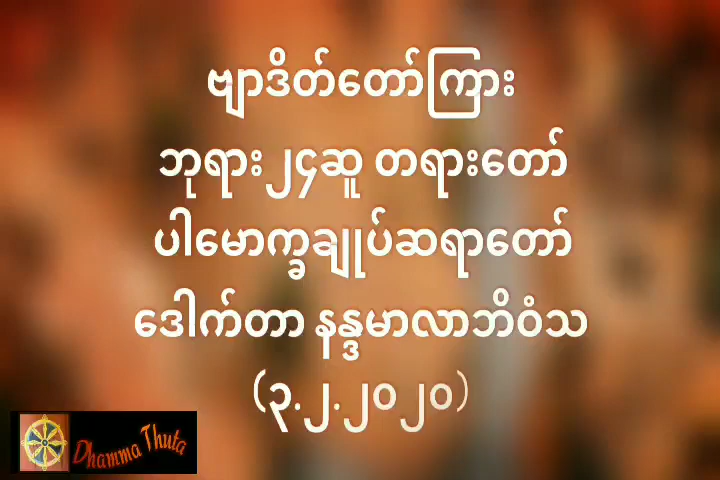 ဗျာဒိတ်တော်ကြား
ဘုရား၂၄ဆူ တရားတော်
ပါမောက္ခချုပ်ဆရာတော်
ဒေါက်တာ နန္ဒမာလာဘိဝံသ
(၃.၂.၂၀၂၀)
Dhamma Thuta